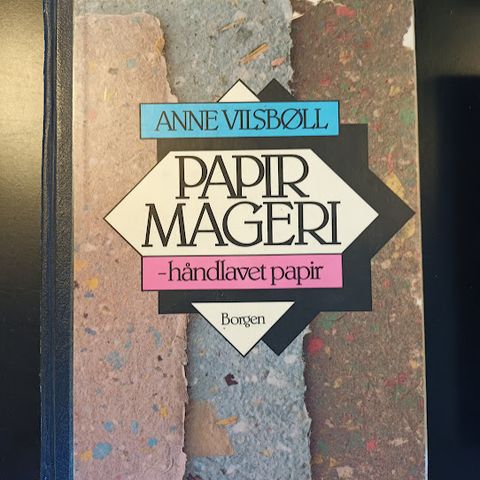 ANNE VILSBØLL
PAPIR
MAGERI
-håndlavet papir
Borgen